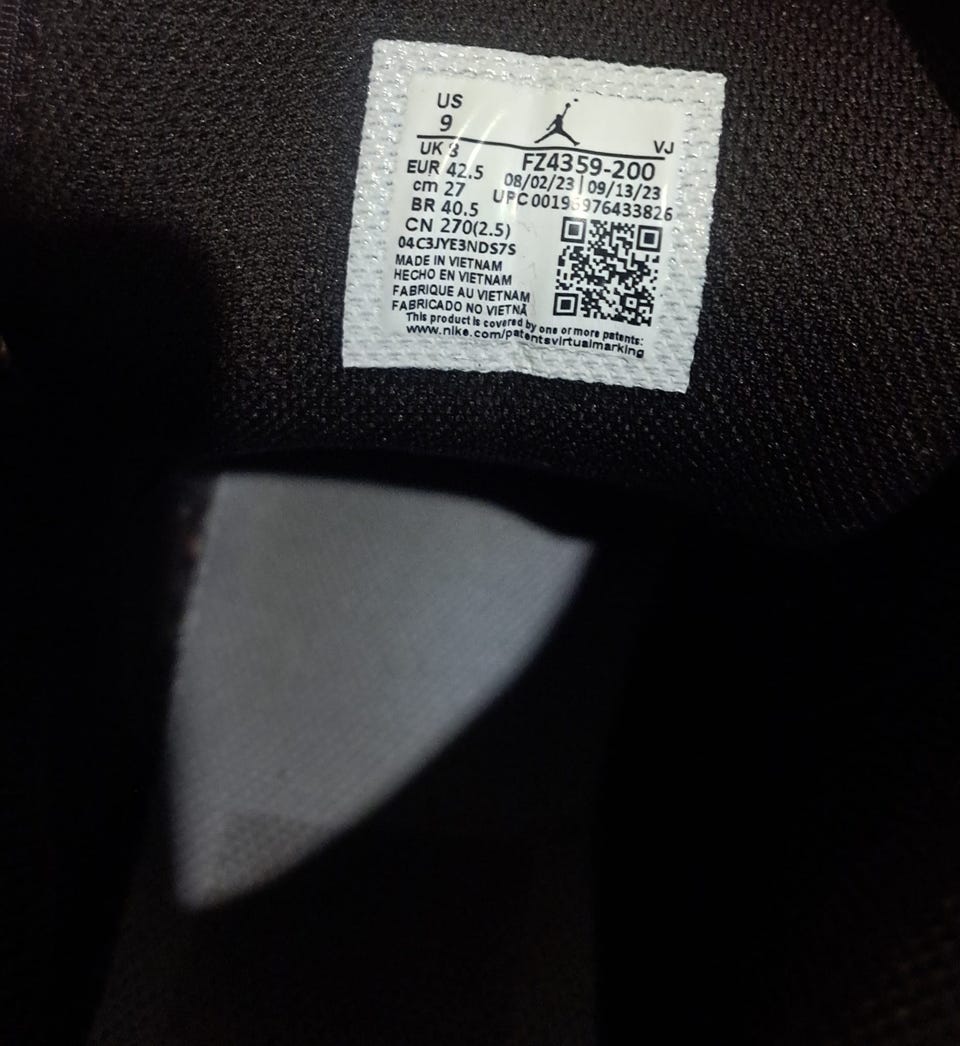 US
9
VJ
UK 8
FZ4359-200
EUR 42.5
08/02/23 | 09/13/23
cm 27
UPC 00196976433826
BR 40.5
CN 270(2.5)
04C3JYE3NDS7S
MADE IN VIETNAM
HECHO EN VIETNAM
FABRIQUE AU VIETNAM
FABRICADO NO VIETNÃ
This product is covered by one or more patents:
www.nike.com/patentsvirtualmarking